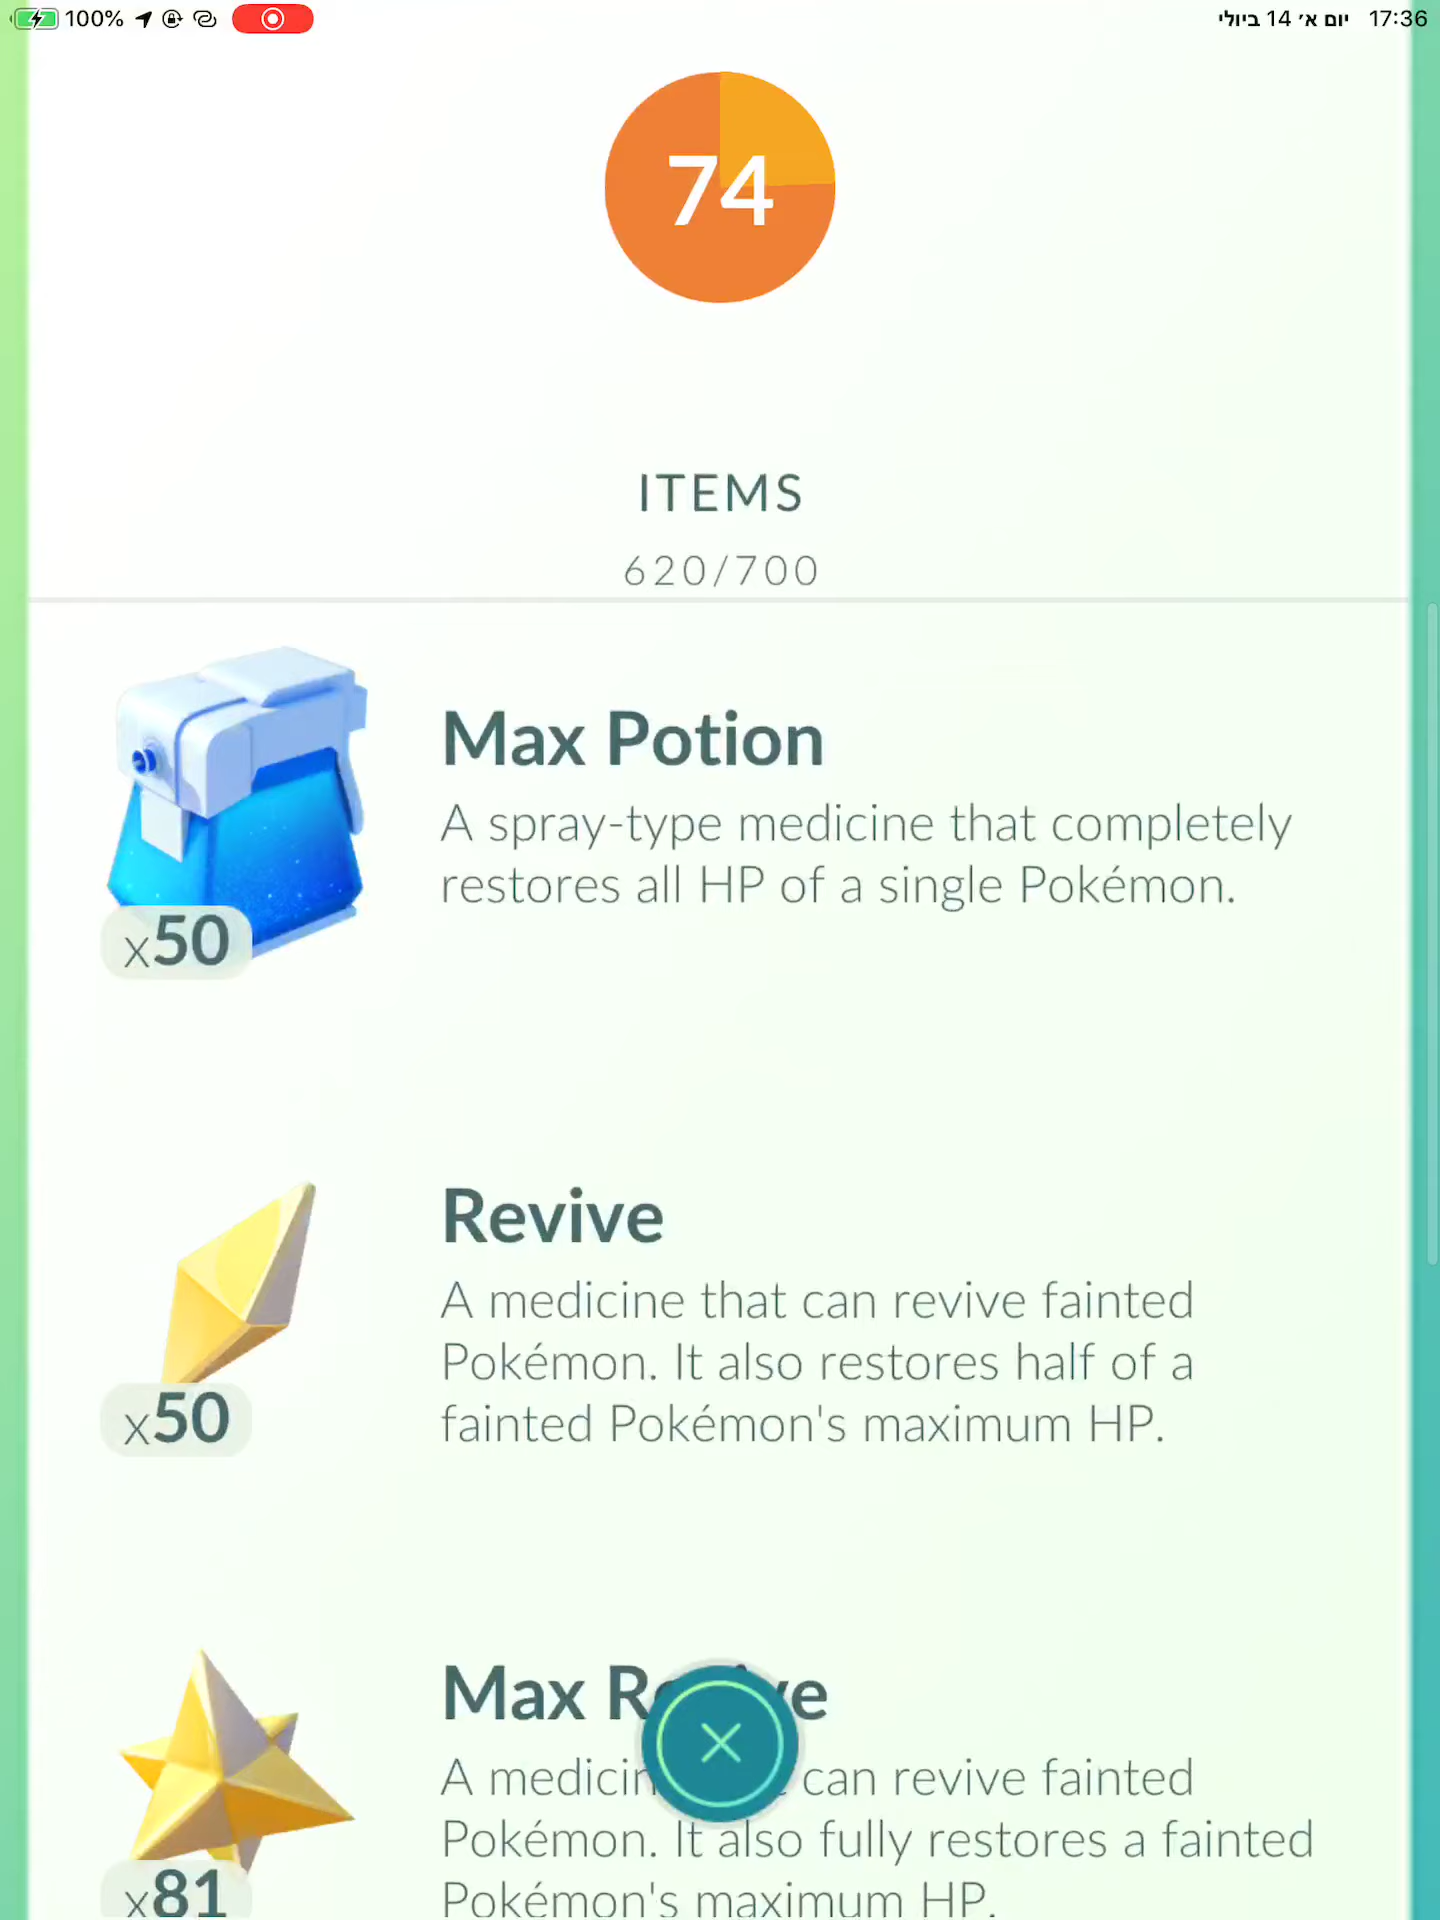 100%
יום א׳ 14 ביולי 17:36
74
ITEMS
620/700
Max Potion
A spray-type medicine that completely
restores all HP of a single Pokémon.
x50
Revive
A medicine that can revive fainted
Pokémon. It also restores half of a
fainted Pokémon's maximum HP.
x50
Max Revive
A medicine can revive fainted
Pokémon. It also fully restores a fainted
Pokémon's maximum HP.
x81